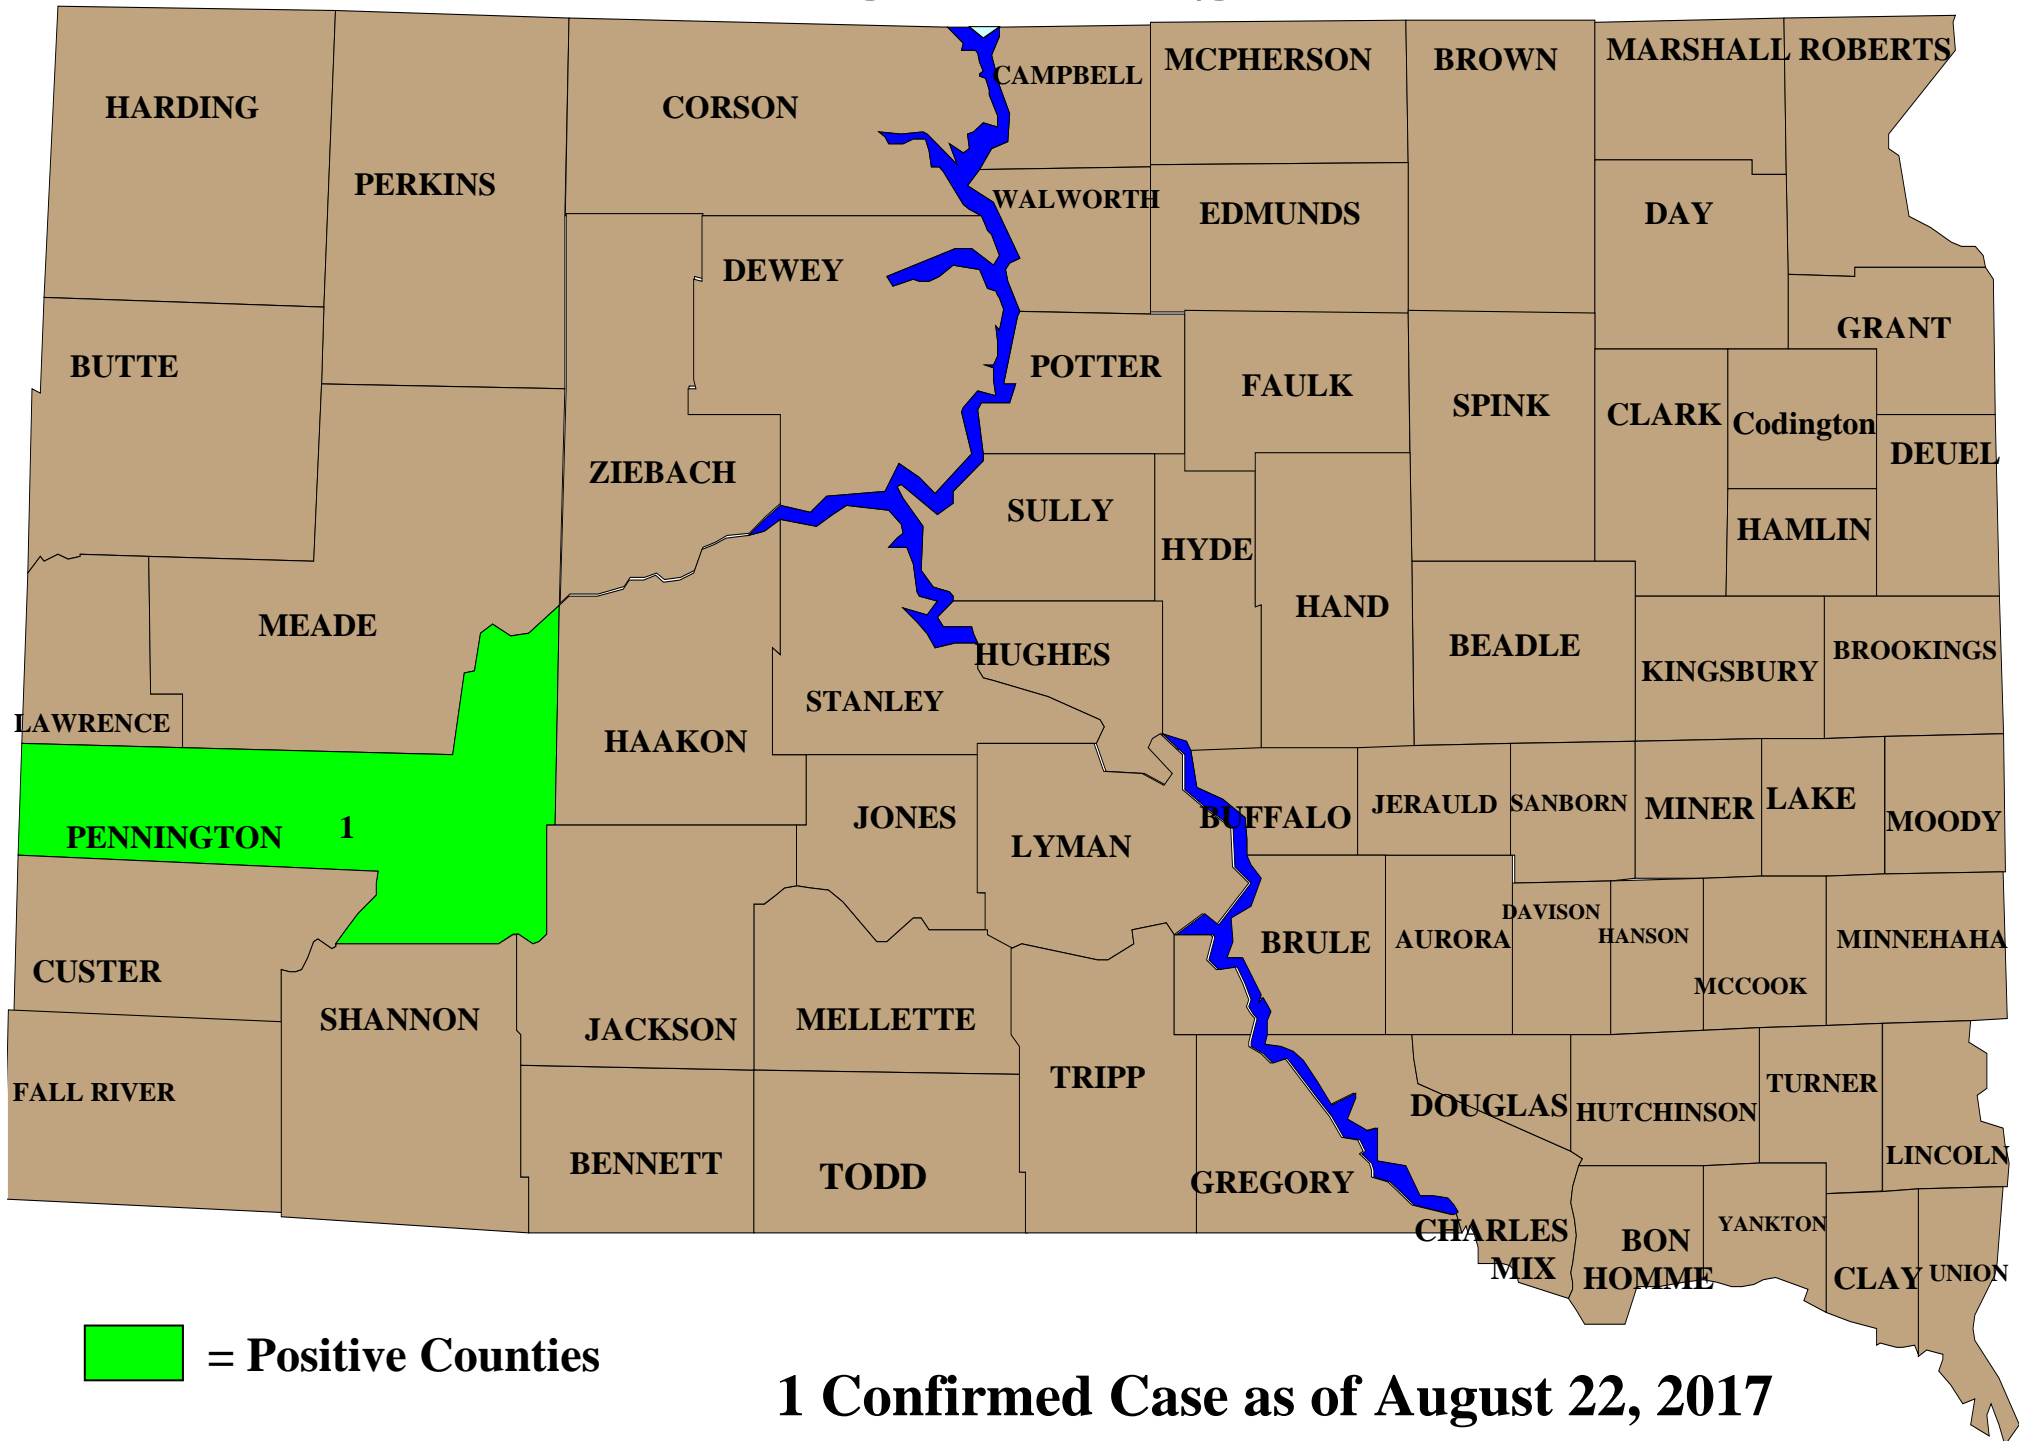 HARDING
PERKINS
CORSON
CAMPBELL
MCPHERSON
BROWN
MARSHALL
ROBERTS
WALWORTH
EDMUNDS
DAY
DEWEY
GRANT
BUTTE
POTTER
FAULK
SPINK
CLARK
Codington
DEUEL
ZIEBACH
SULLY
HYDE
HAMLIN
MEADE
HAND
BEADLE
HUGHES
KINGSBURY
BROOKINGS
LAWRENCE
STANLEY
HAAKON
PENNINGTON 1
JONES
LYMAN
BUFFALO
JERAULD
SANBORN
MINER
LAKE
MOODY
CUSTER
BRULE
AURORA
DAVISON
HANSON
MCCOOK
MINNEHAHA
SHANNON
JACKSON
MELLETTE
TRIPP
FALL RIVER
DOUGLAS
HUTCHINSON
TURNER
LINCOLN
BENNETT
TODD
GREGORY
CHARLES
MIX
BON
HOMME
YANKTON
CLAY
UNION
= Positive Counties
1 Confirmed Case as of August 22, 2017